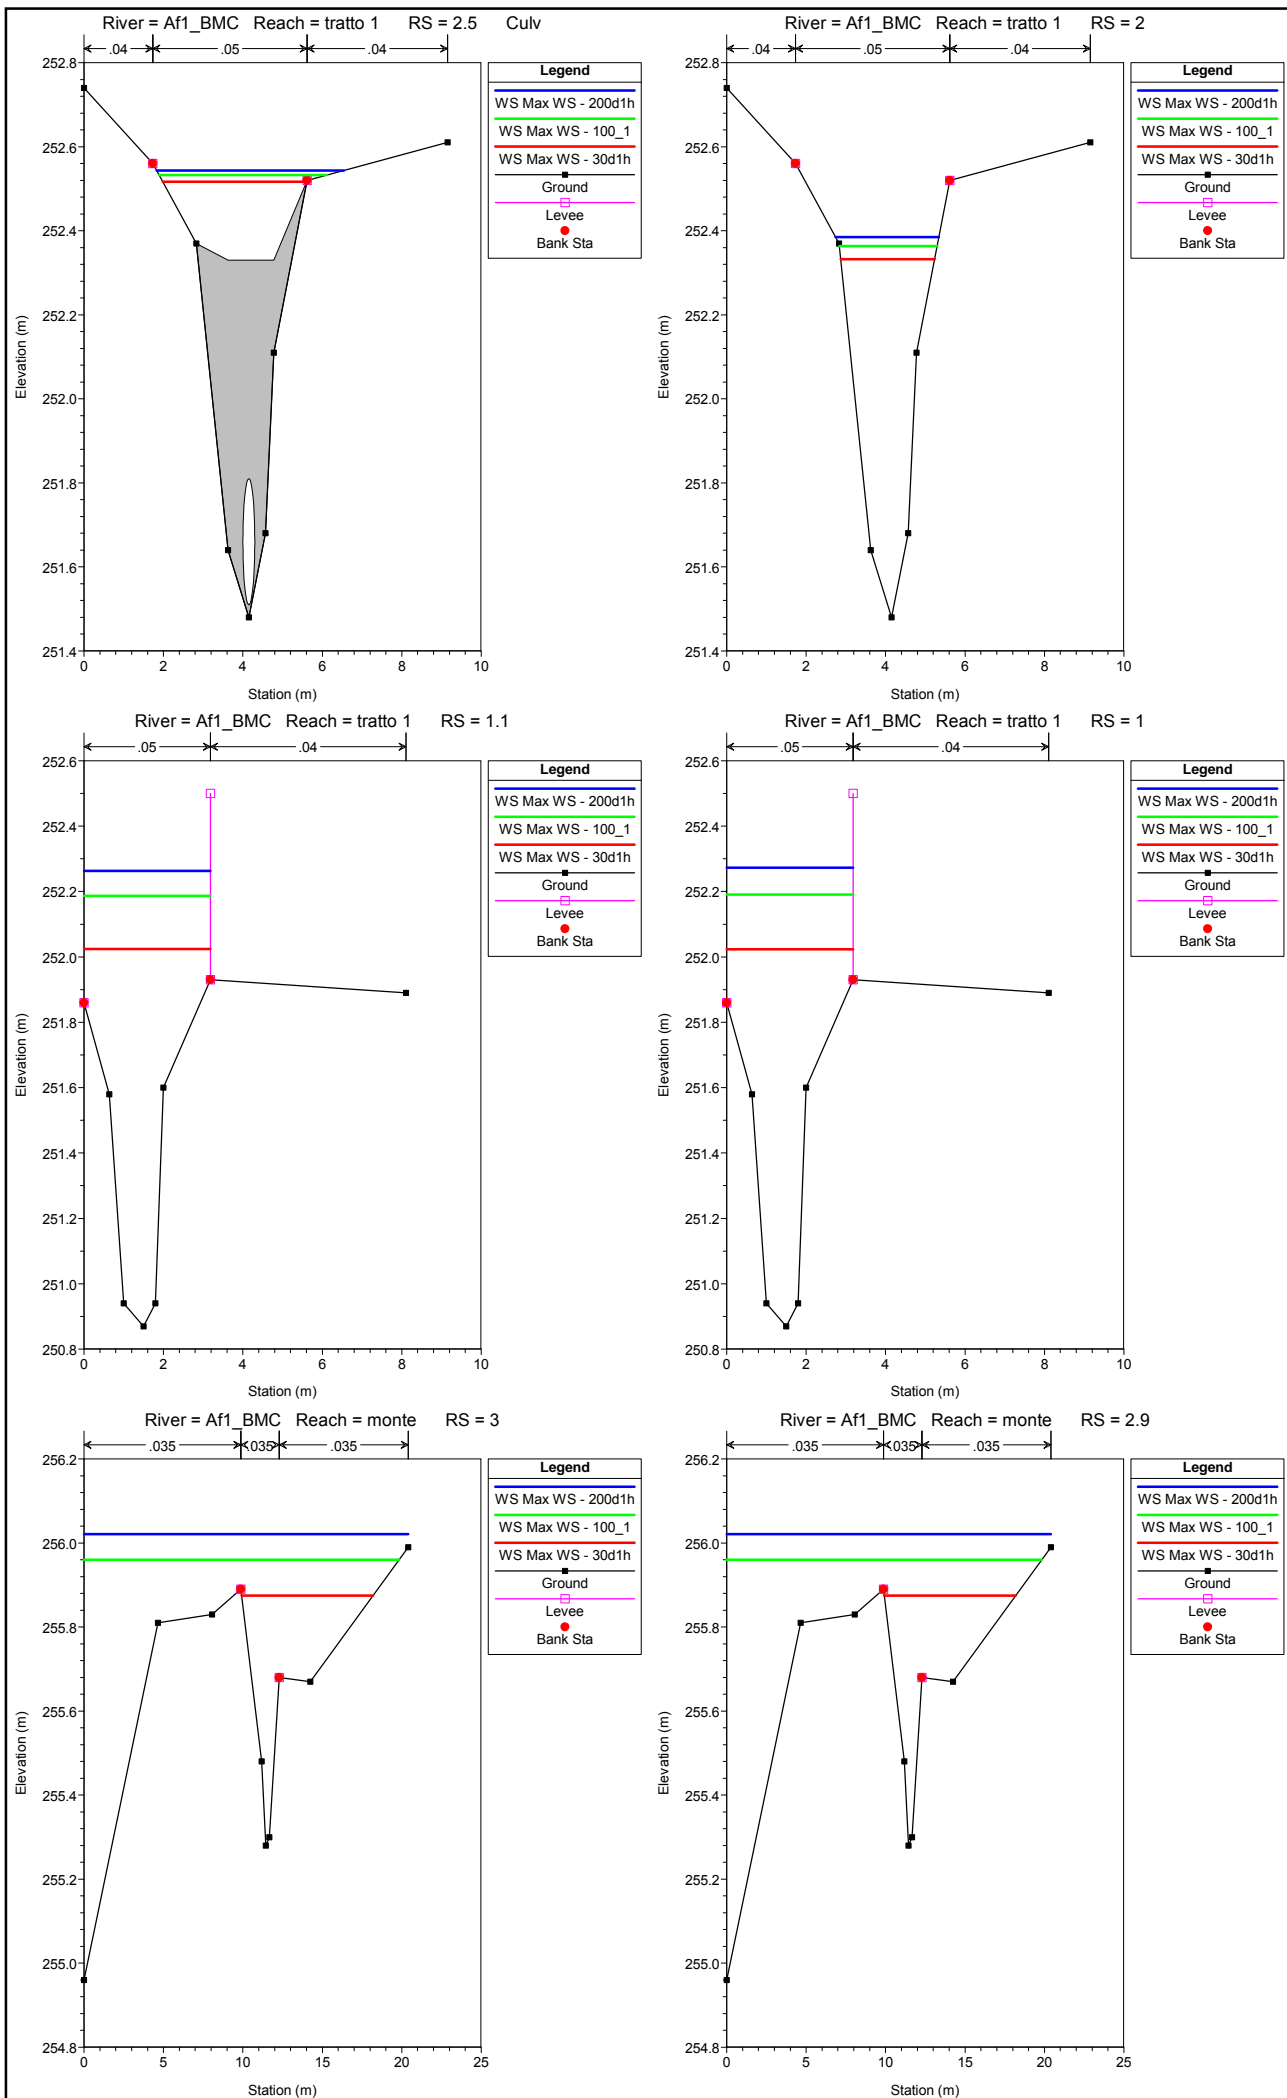 River = Af1_BMC Reach = tratto 1 RS = 2.5 Culv
.04 .05 .04
252.8
252.6
252.4
252.2
252.0
251.8
251.6
251.4
0 2 4 6 8 10
Station (m)
Elevation (m)
Legend
WS Max WS - 200d1h
WS Max WS - 100_1
WS Max WS - 30d1h
Ground
Levee
Bank Sta
River = Af1_BMC Reach = tratto 1 RS = 2
.04 .05 .04
252.8
252.6
252.4
252.2
252.0
251.8
251.6
251.4
0 2 4 6 8 10
Station (m)
Elevation (m)
Legend
WS Max WS - 200d1h
WS Max WS - 100_1
WS Max WS - 30d1h
Ground
Levee
Bank Sta
River = Af1_BMC Reach = tratto 1 RS = 1.1
.05 .04
252.6
252.4
252.2
252.0
251.8
251.6
251.4
251.2
251.0
250.8
0 2 4 6 8 10
Station (m)
Elevation (m)
Legend
WS Max WS - 200d1h
WS Max WS - 100_1
WS Max WS - 30d1h
Ground
Levee
Bank Sta
River = Af1_BMC Reach = tratto 1 RS = 1
.05 .04
252.6
252.4
252.2
252.0
251.8
251.6
251.4
251.2
251.0
250.8
0 2 4 6 8 10
Station (m)
Elevation (m)
Legend
WS Max WS - 200d1h
WS Max WS - 100_1
WS Max WS - 30d1h
Ground
Levee
Bank Sta
River = Af1_BMC Reach = monte RS = 3
.035 .035 .035
256.2
256.0
255.8
255.6
255.4
255.2
255.0
254.8
0 5 10 15 20 25
Station (m)
Elevation (m)
Legend
WS Max WS - 200d1h
WS Max WS - 100_1
WS Max WS - 30d1h
Ground
Levee
Bank Sta
River = Af1_BMC Reach = monte RS = 2.9
.035 .035 .035
256.2
256.0
255.8
255.6
255.4
255.2
255.0
254.8
0 5 10 15 20 25
Station (m)
Elevation (m)
Legend
WS Max WS - 200d1h
WS Max WS - 100_1
WS Max WS - 30d1h
Ground
Levee
Bank Sta